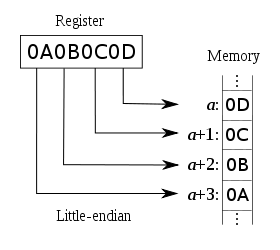 Register
0A0B0C0D
Memory
⋮
a: 0D
a+1: 0C
a+2: 0B
a+3: 0A
⋮
Little-endian